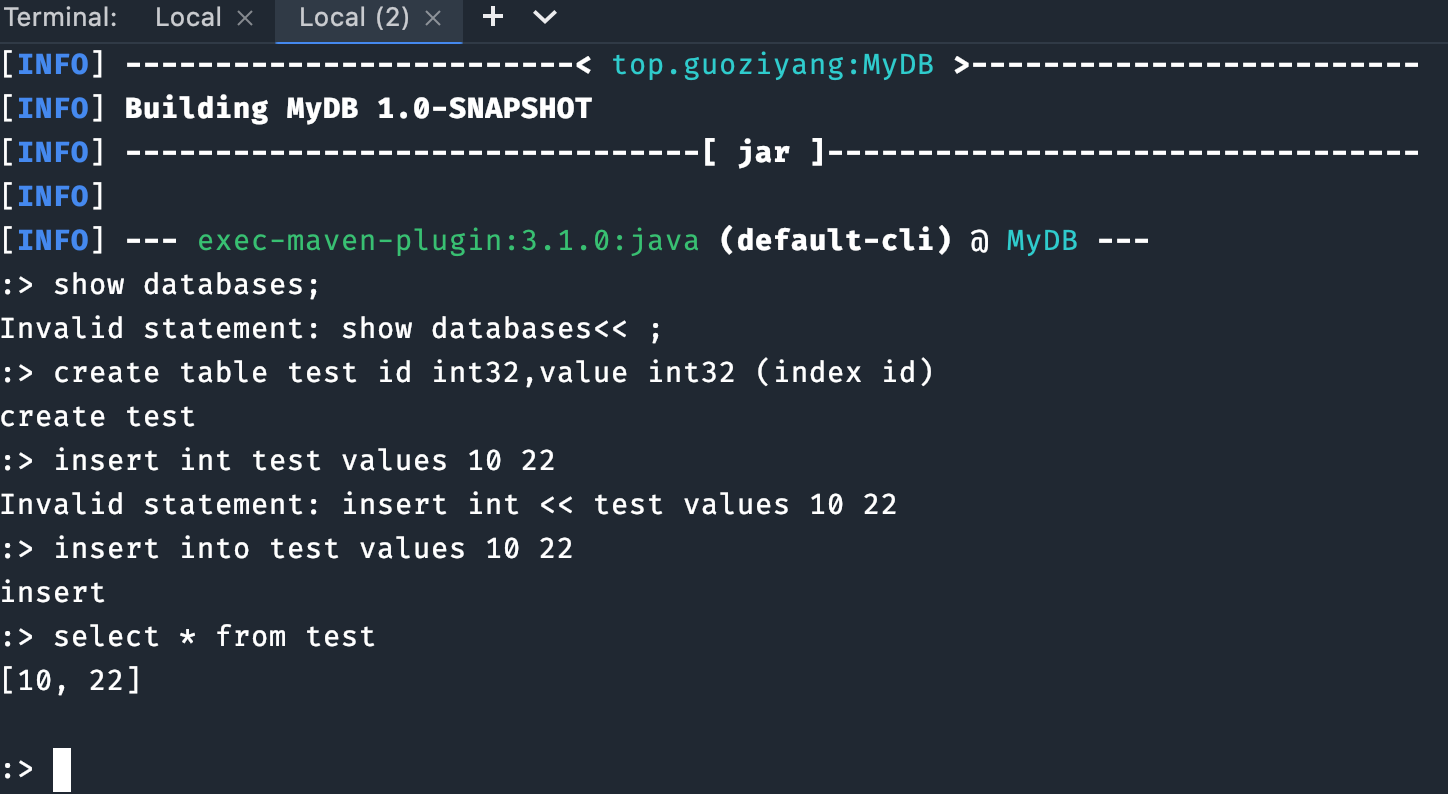 Terminal: Local × Local (2) × +
[INFO] -------------------------< top.guoziyang:MyDB >-------------------------
[INFO] Building MyDB 1.0-SNAPSHOT
[INFO] --------------------------------[ jar ]---------------------------------
[INFO]
[INFO] --- exec-maven-plugin:3.1.0:java (default-cli) @ MyDB ---
:> show databases;
Invalid statement: show databases<< ;
:> create table test id int32,value int32 (index id)
create test
:> insert int test values 10 22
Invalid statement: insert int << test values 10 22
:> insert into test values 10 22
insert
:> select * from test
[10, 22]
:>